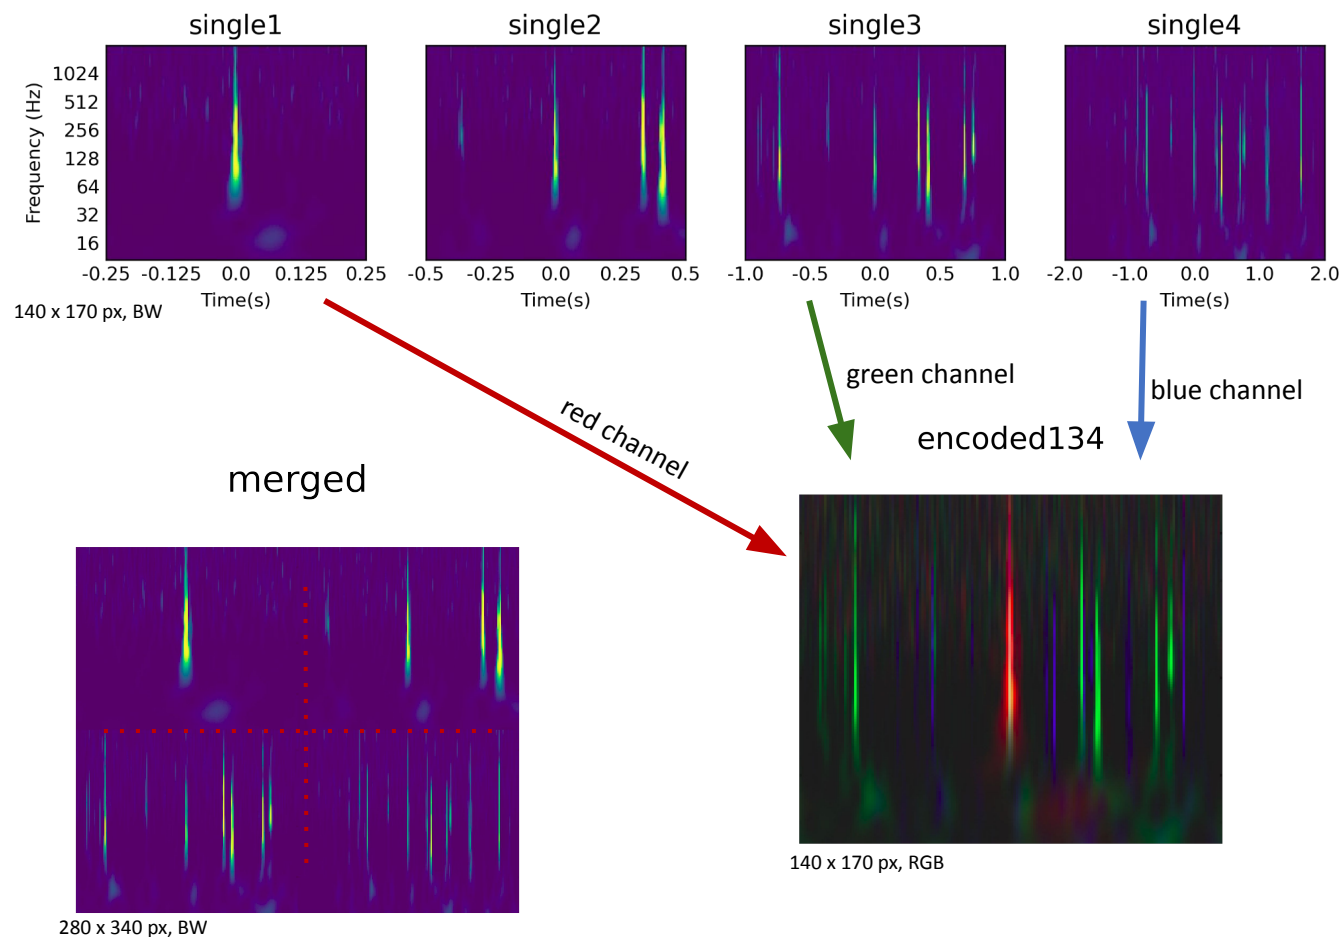 single1 single2 single3 single4
Frequency (Hz)
1024
512
256
128
64
32
16
-0.25 -0.125 0.0 0.125 0.25
-0.5 -0.25 0.0 0.25 0.5
-1.0 -0.5 0.0 0.5 1.0
-2.0 -1.0 0.0 1.0 2.0
Time(s) Time(s) Time(s) Time(s)
140 x 170 px, BW
red channel
green channel
blue channel
merged
encoded134
280 x 340 px, BW
140 x 170 px, RGB